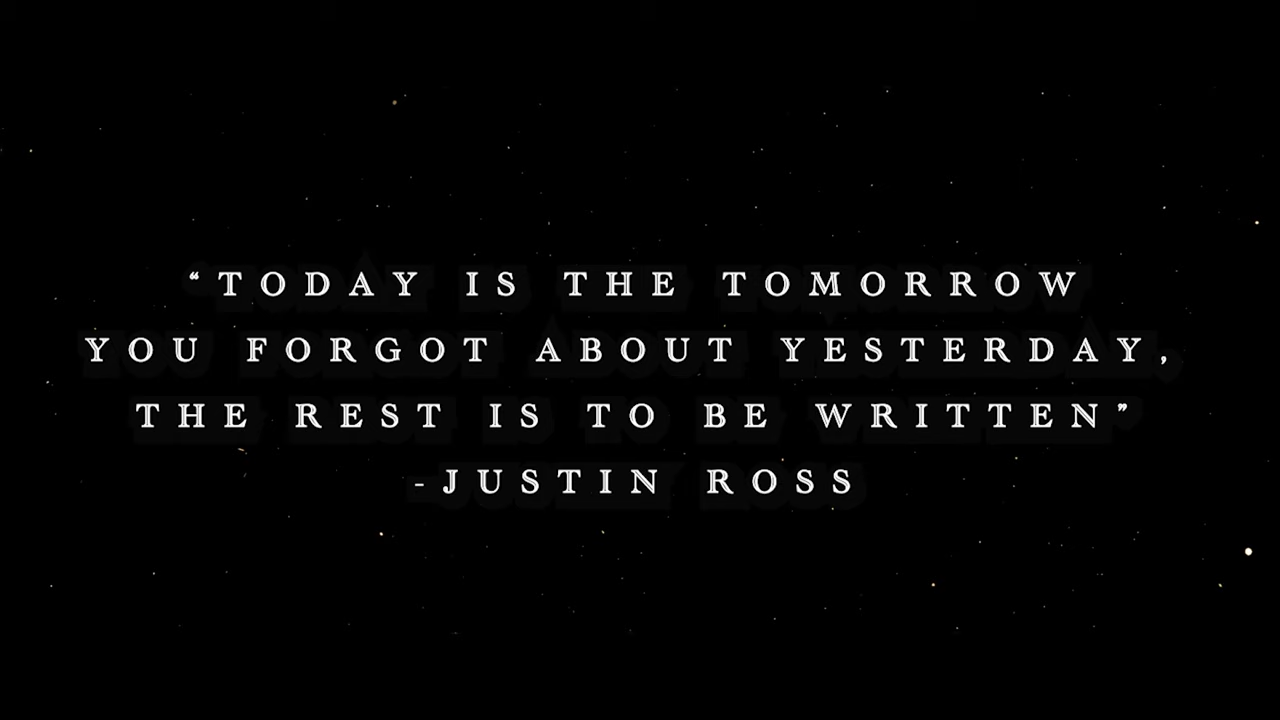 “TODAY IS THE TOMORROW
YOU FORGOT ABOUT YESTERDAY,
THE REST IS TO BE WRITTEN”
-JUSTIN ROSS